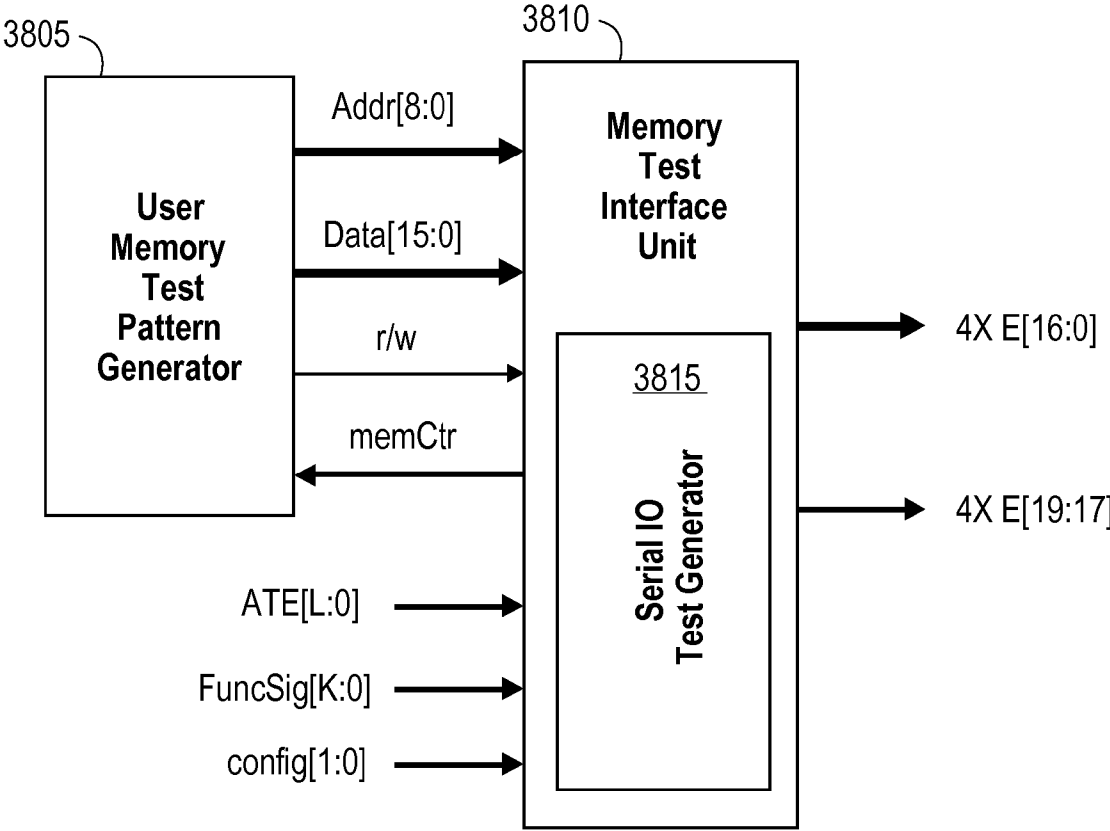 3805
3810
User
Memory
Test
Pattern
Generator
Addr[8:0]
Data[15:0]
r/w
memCtr
ATE[L:0]
FuncSig[K:0]
config[1:0]
Memory
Test
Interface
Unit
3815
Serial IO
Test Generator
4X E[16:0]
4X E[19:17]